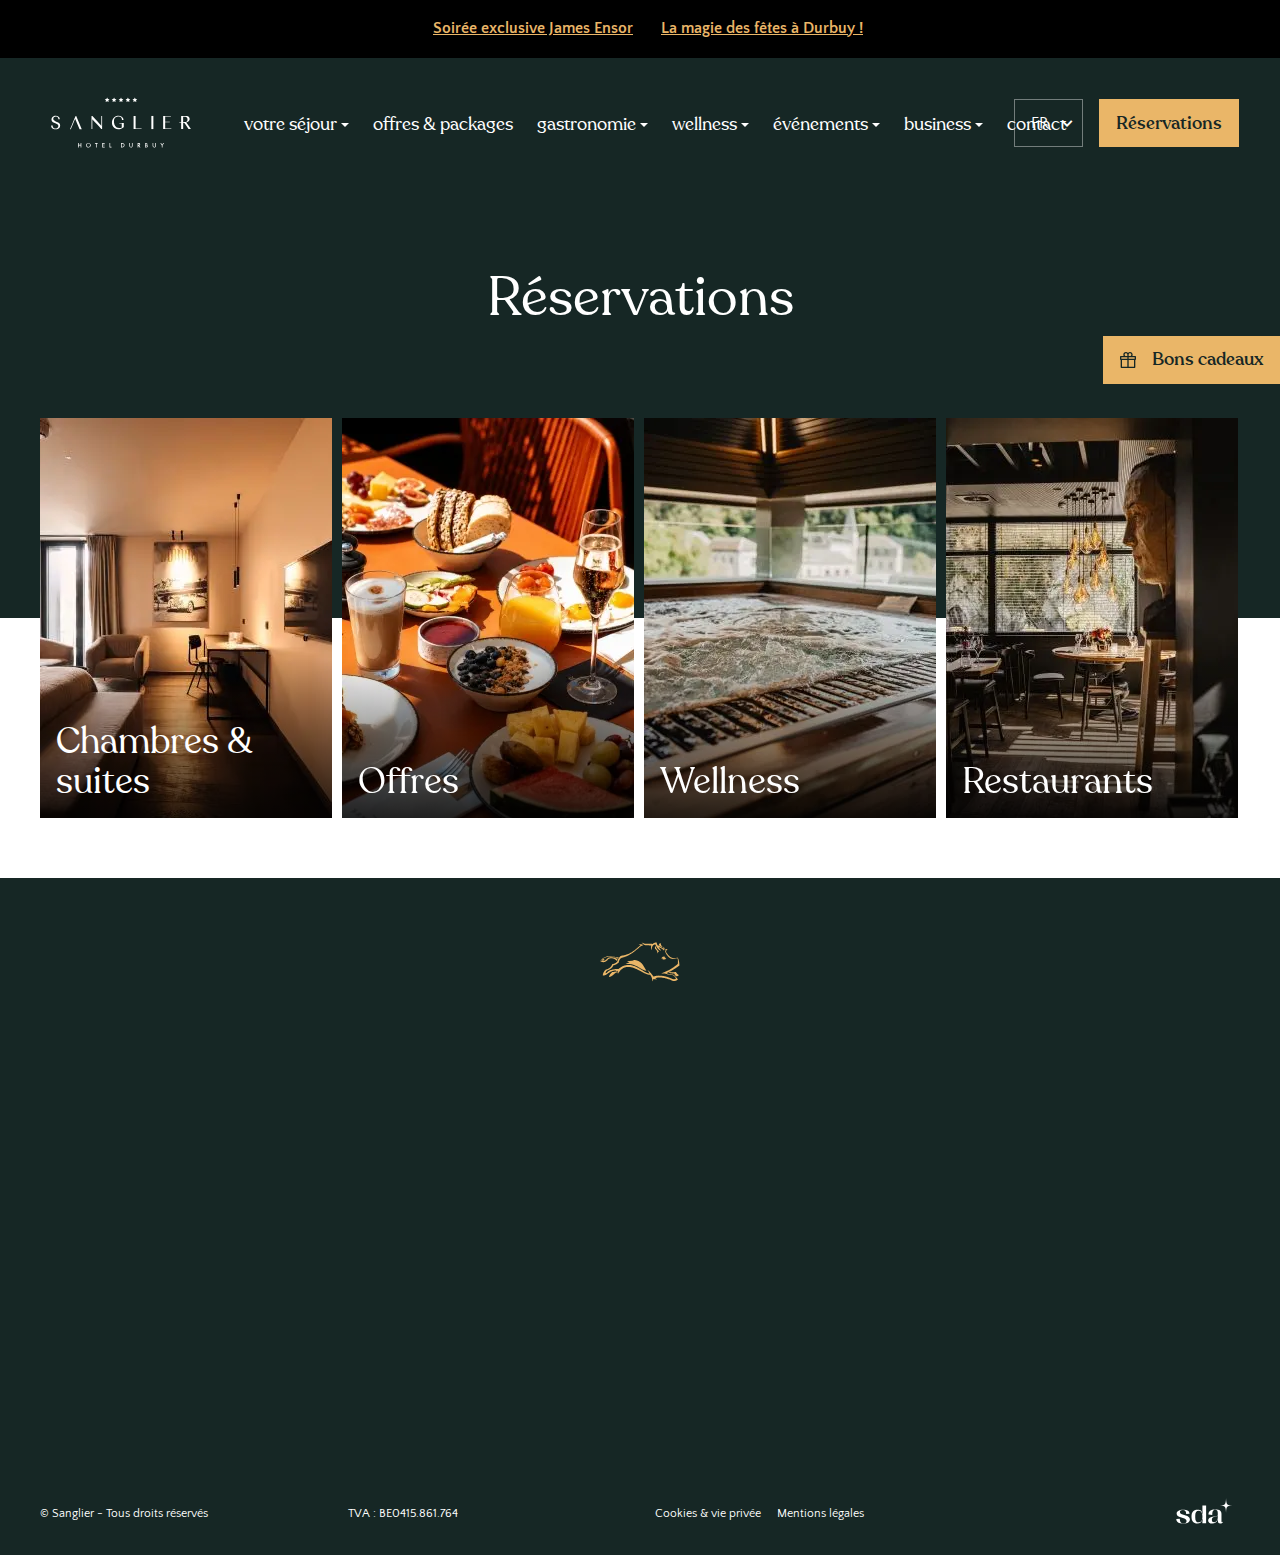 Soirée exclusive James Ensor La magie des fêtes à Durbuy !
SANGLIER
HOTEL DURBUY
votre séjour offres & packages gastronomie wellness événements business contact FR Réservations
Réservations
Bons cadeaux
Chambres &
suites
Offres
Wellness
Restaurants
© Sanglier - Tous droits réservés TVA : BE0415.861.764 Cookies & vie privée Mentions légales sda